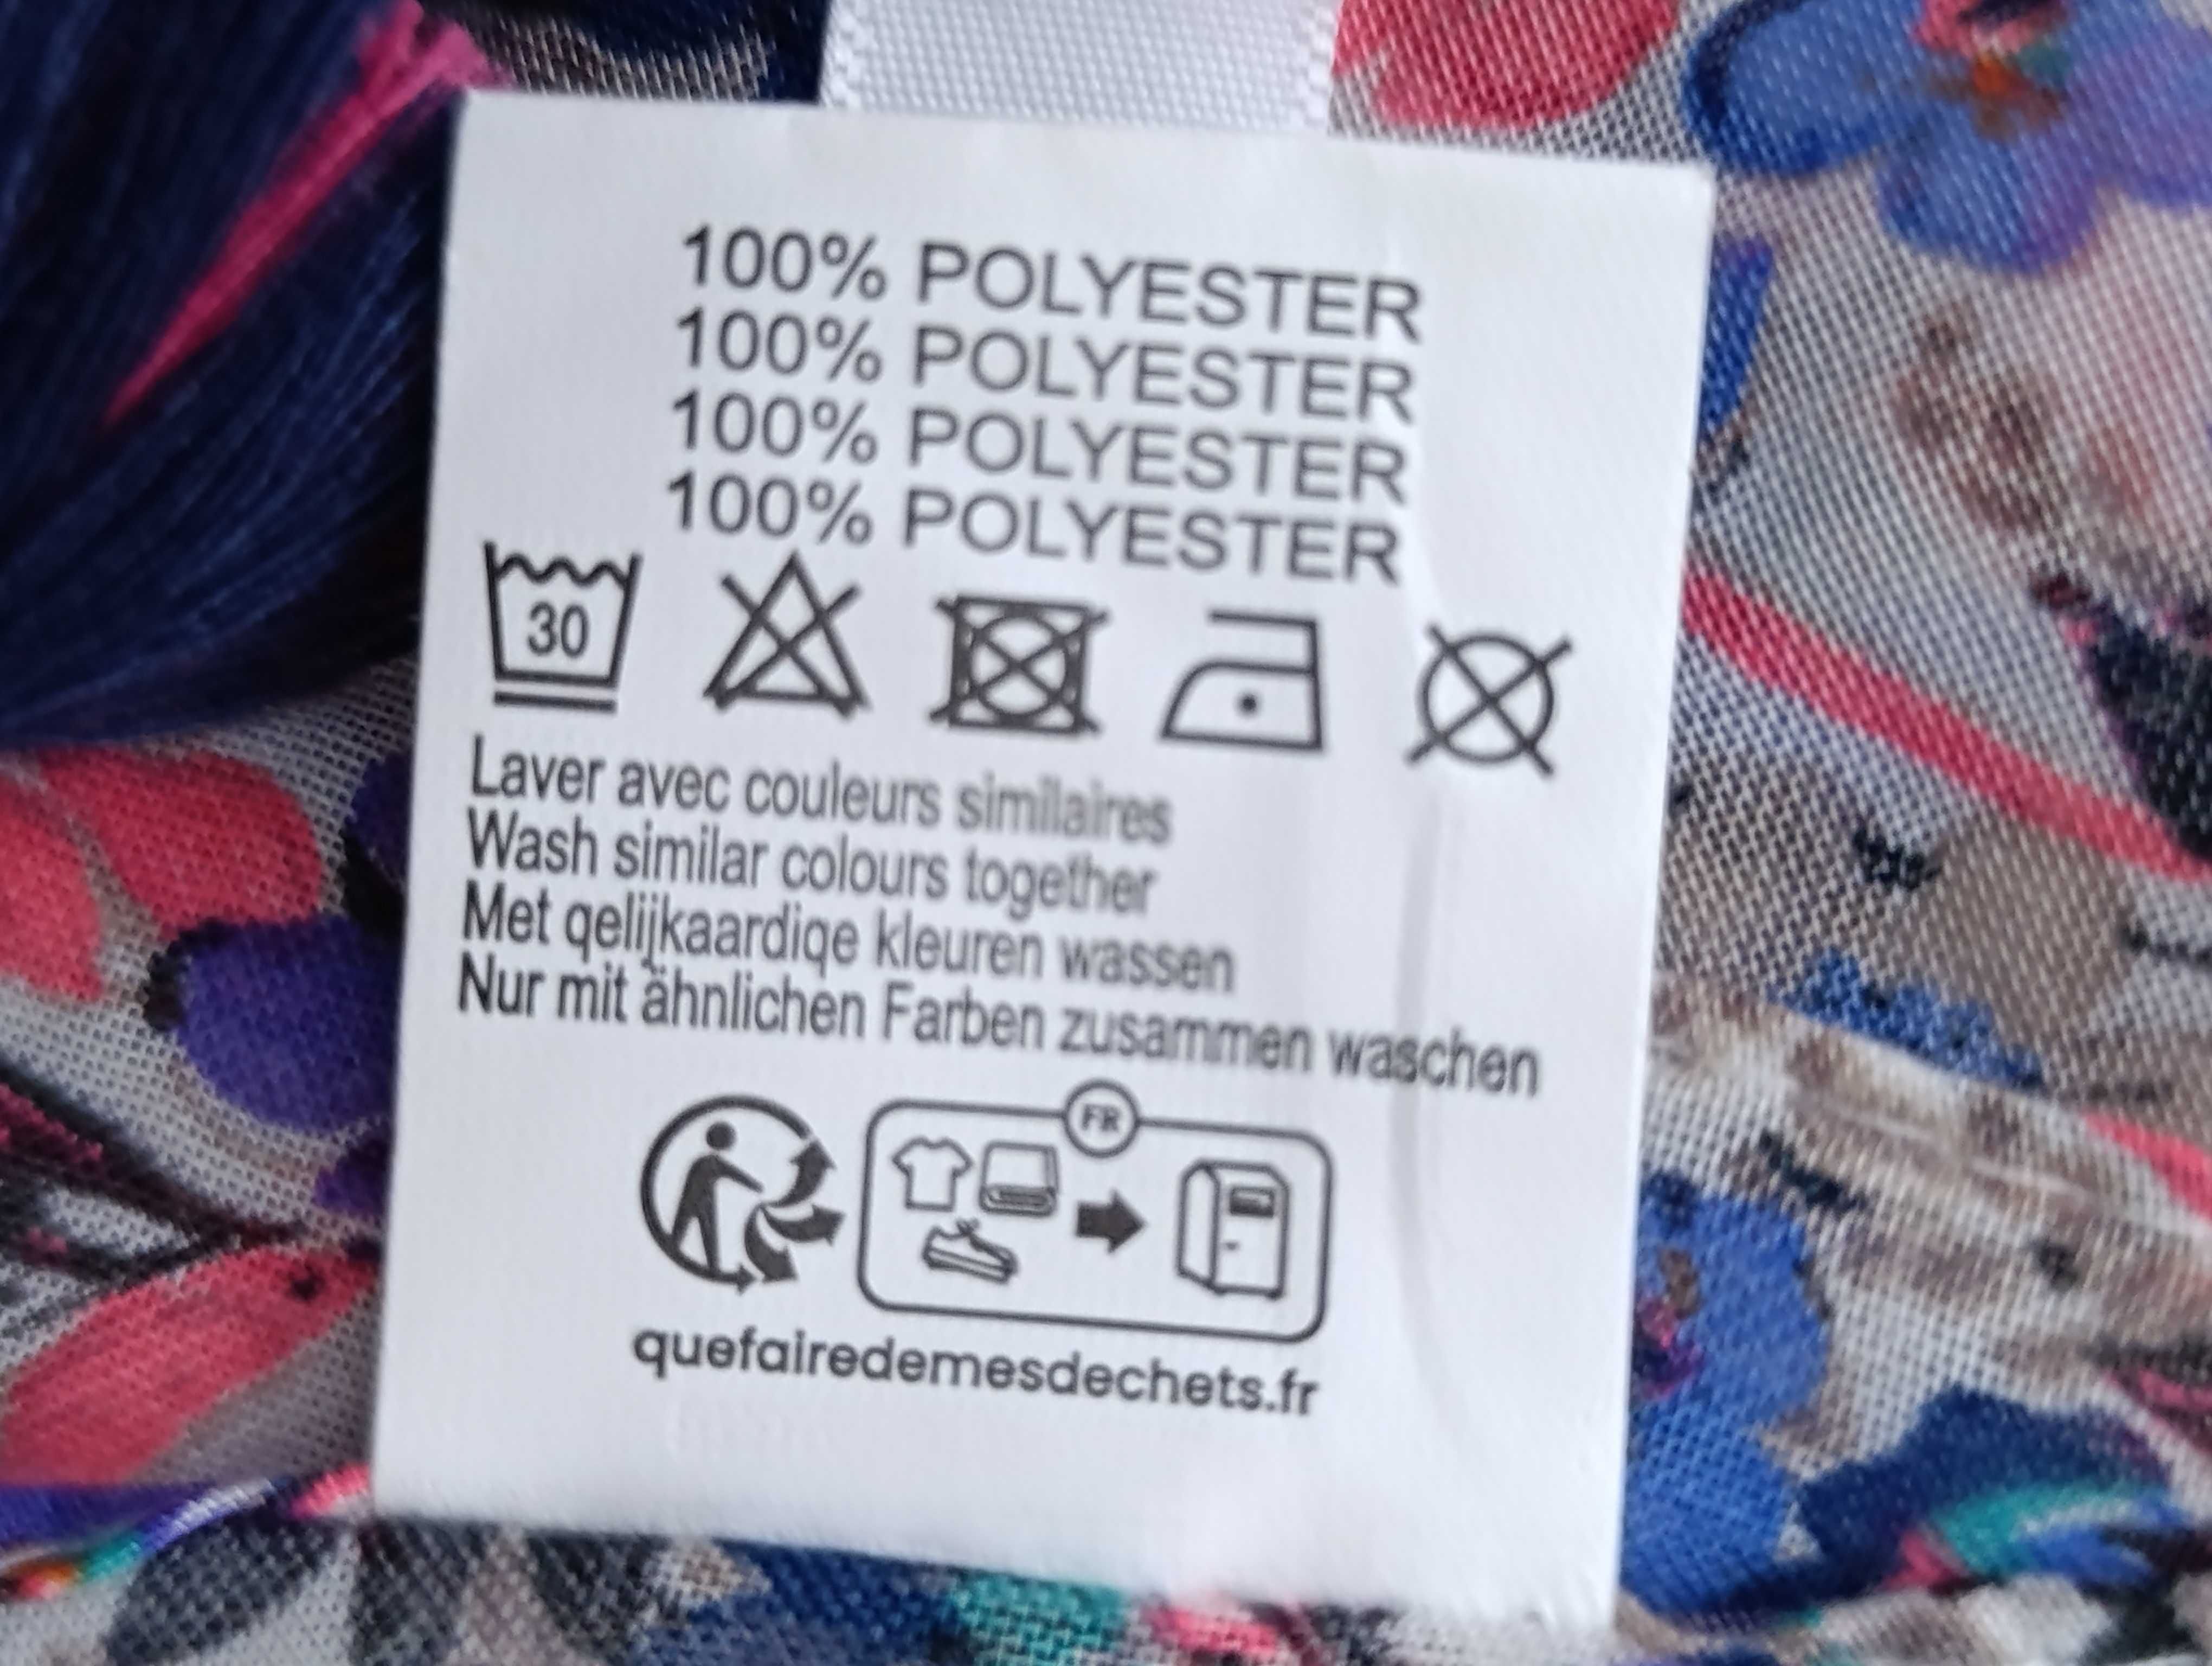 100% POLYESTER
100% POLYESTER
100% POLYESTER
100% POLYESTER
30
Laver avec couleurs similaires
Wash similar colours together
Met qelijkaardiqe kleuren wassen
Nur mit ähnlichen Farben zusammen waschen
FR
quefairedemesdechets.fr